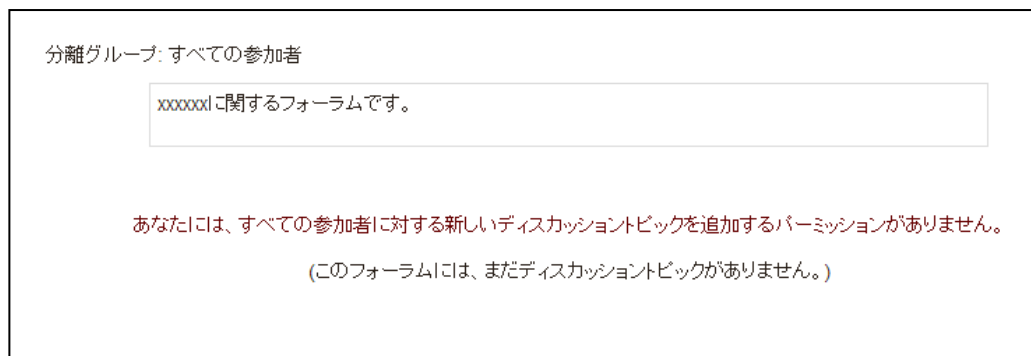 分離グループ: すべての参加者
xxxxxxに関するフォーラムです。
あなたには、すべての参加者に対する新しいディスカッショントピックを追加するパーミッションがありません。
(このフォーラムには、まだディスカッショントピックがありません。)